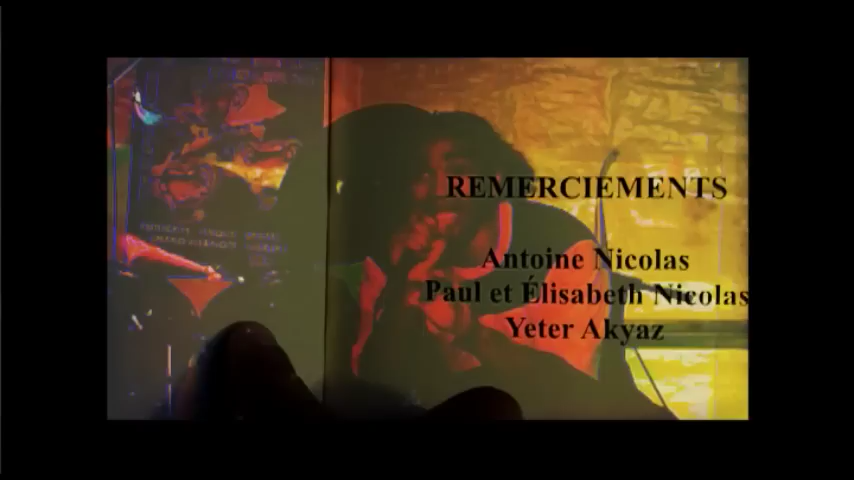 REMERCIEMENTS
Antoine Nicolas
Paul et Élisabeth Nicolas
Yeter Akyaz